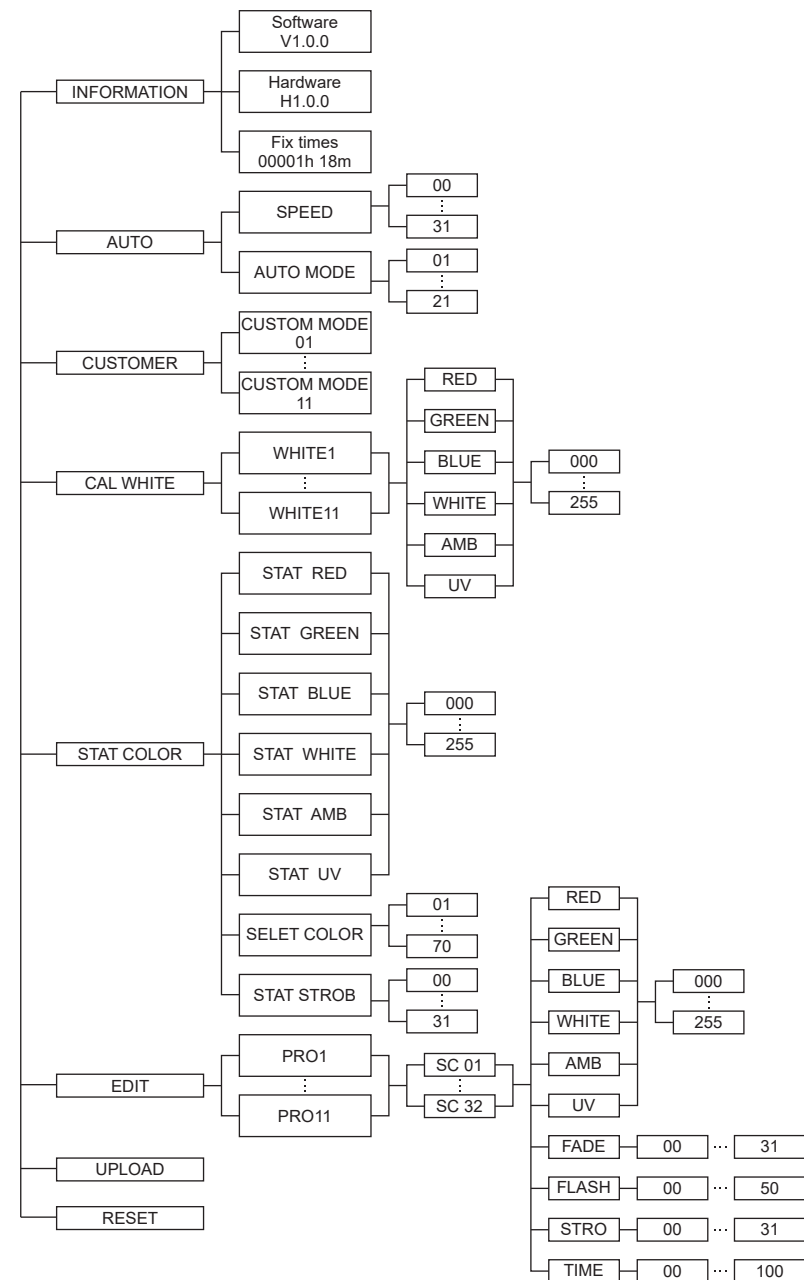 Software
V1.0.0
INFORMATION
Hardware
H1.0.0
Fix times
00001h 18m
AUTO
SPEED
00
31
AUTO MODE
01
21
CUSTOMER
CUSTOM MODE
01
CUSTOM MODE
11
CAL WHITE
WHITE1
WHITE11
RED
GREEN
BLUE
WHITE
AMB
UV
000
255
STAT COLOR
STAT RED
STAT GREEN
STAT BLUE
STAT WHITE
STAT AMB
STAT UV
000
255
SELET COLOR
01
70
STAT STROB
00
31
EDIT
PRO1
PRO11
SC 01
SC 32
RED
GREEN
BLUE
WHITE
AMB
UV
000
255
FADE 00 ... 31
FLASH 00 ... 50
STRO 00 ... 31
TIME 00 ... 100
UPLOAD
RESET